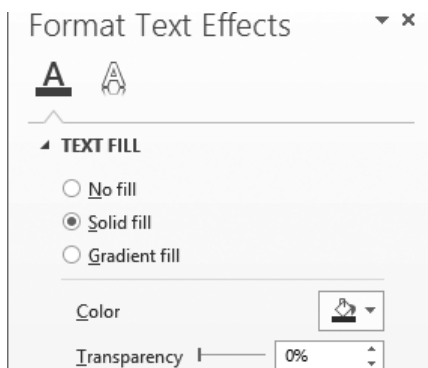 Format Text Effects
TEXT FILL
No fill
Solid fill
Gradient fill
Color
Transparency 0%